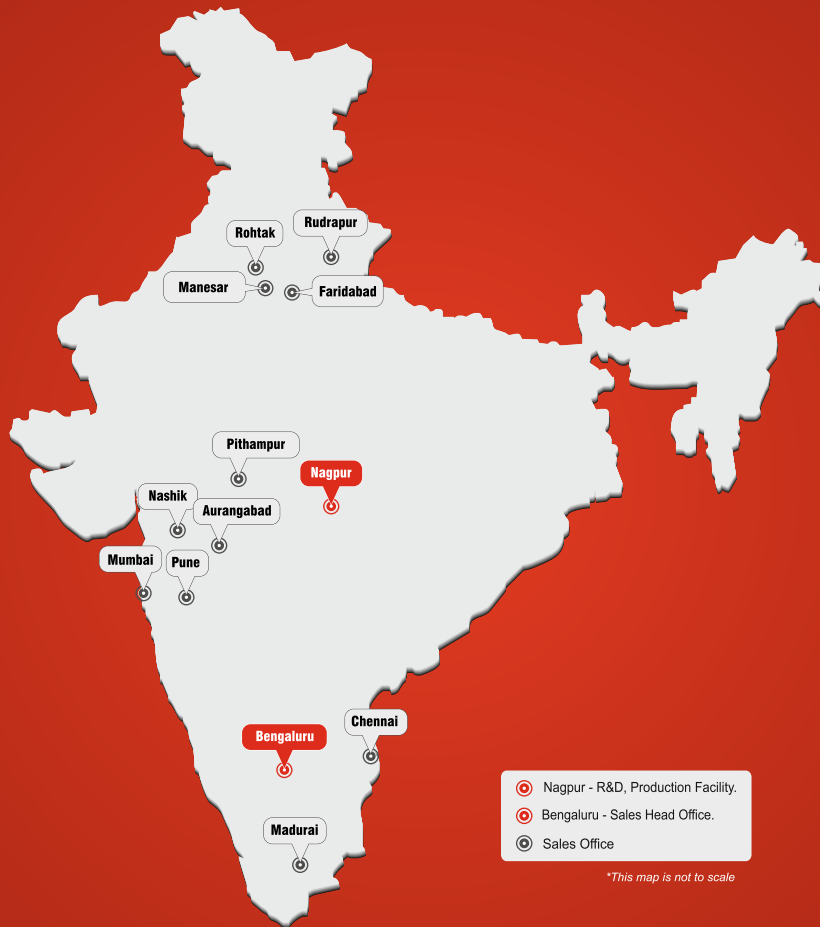 Rudrapur
Rohtak
Manesar
Faridabad
Pithampur
Nagpur
Nashik
Aurangabad
Mumbai
Pune
Chennai
Bengaluru
Madurai
Nagpur - R&D, Production Facility.
Bengaluru - Sales Head Office.
Sales Office
*This map is not to scale